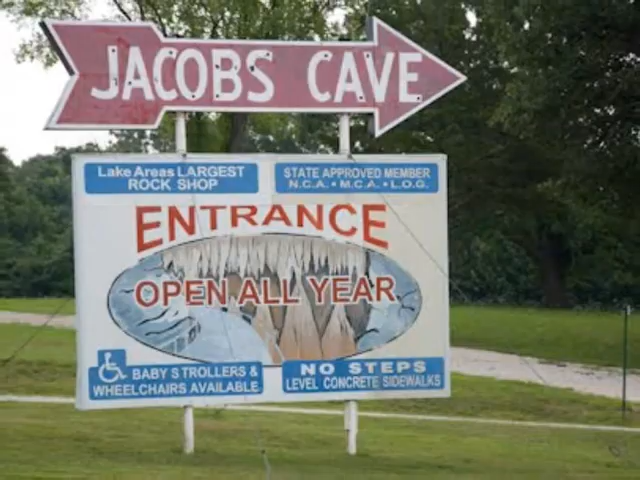 JACOBS CAVE
Lake Areas LARGEST
ROCK SHOP
STATE APPROVED MEMBER
N.C.A. • M.C.A. • L.O.G.
ENTRANCE
OPEN ALL YEAR
BABY STROLLERS &
WHEELCHAIRS AVAILABLE
NO STEPS
LEVEL CONCRETE SIDEWALKS